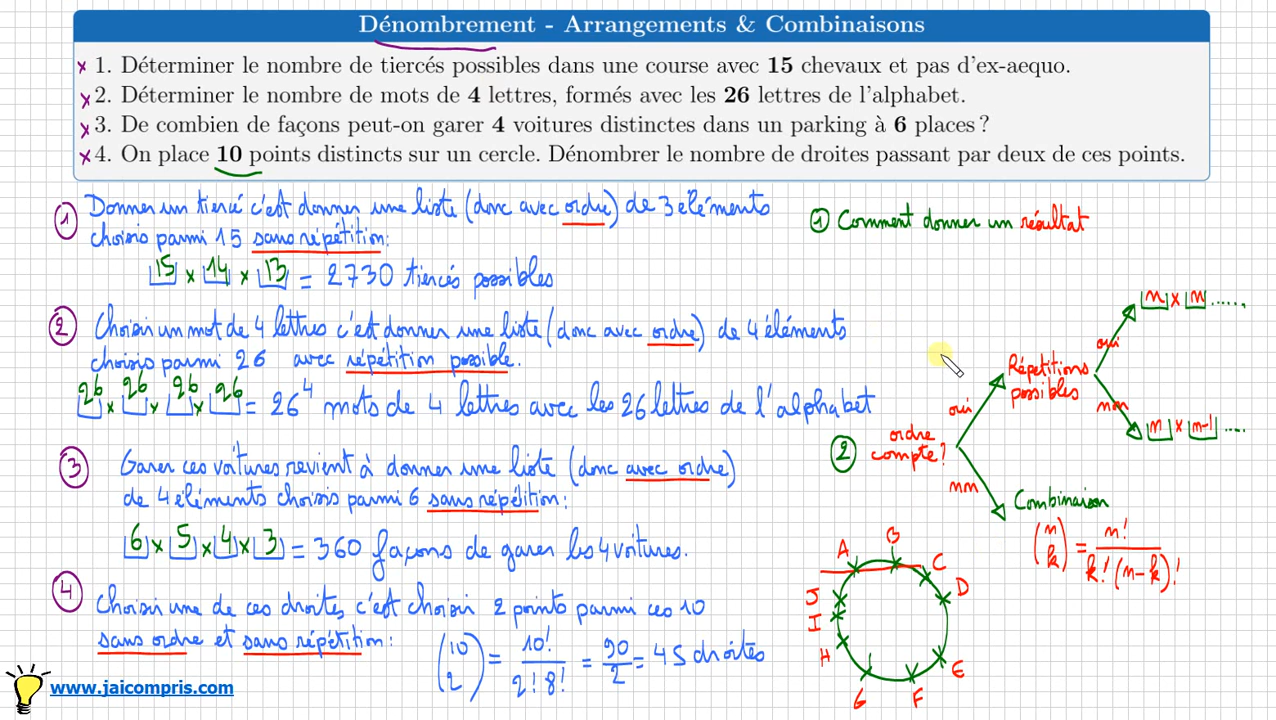 Dénombrement - Arrangements & Combinaisons
× 1. Déterminer le nombre de tiercés possibles dans une course avec 15 chevaux et pas d'ex-aequo.
× 2. Déterminer le nombre de mots de 4 lettres, formés avec les 26 lettres de l'alphabet.
× 3. De combien de façons peut-on garer 4 voitures distinctes dans un parking à 6 places ?
× 4. On place 10 points distincts sur un cercle. Dénombrer le nombre de droites passant par deux de ces points.
① Donner un tiercé c'est donner une liste (donc avec ordre) de 3 éléments
choisis parmi 15 sans répétition:
15 × 14 × 13 = 2730 tiercés possibles
② Choisir un mot de 4 lettres c'est donner une liste (donc avec ordre) de 4 éléments
choisis parmi 26 avec répétition possible.
26 × 26 × 26 × 26 = 26⁴ mots de 4 lettres avec les 26 lettres de l'alphabet
③ Garer ces voitures revient à donner une liste (donc avec ordre)
de 4 éléments choisis parmi 6 sans répétition:
6 × 5 × 4 × 3 = 360 façons de garer les 4 voitures.
④ Choisir une de ces droites c'est choisir 2 points parmi ces 10
sans ordre et sans répétition:
(10 2) = 10! / 2! 8! = 90/2 = 45 droites
www.jaicompris.com
① Comment donner un résultat
② ordre
compte?
oui
Répétitions
possibles
oui
n × n ......
non
n × n-1 ....
non
Combinaison
(n k) = n! / k! (n-k)!
A
B
C
D
E
F
G
H
I
J